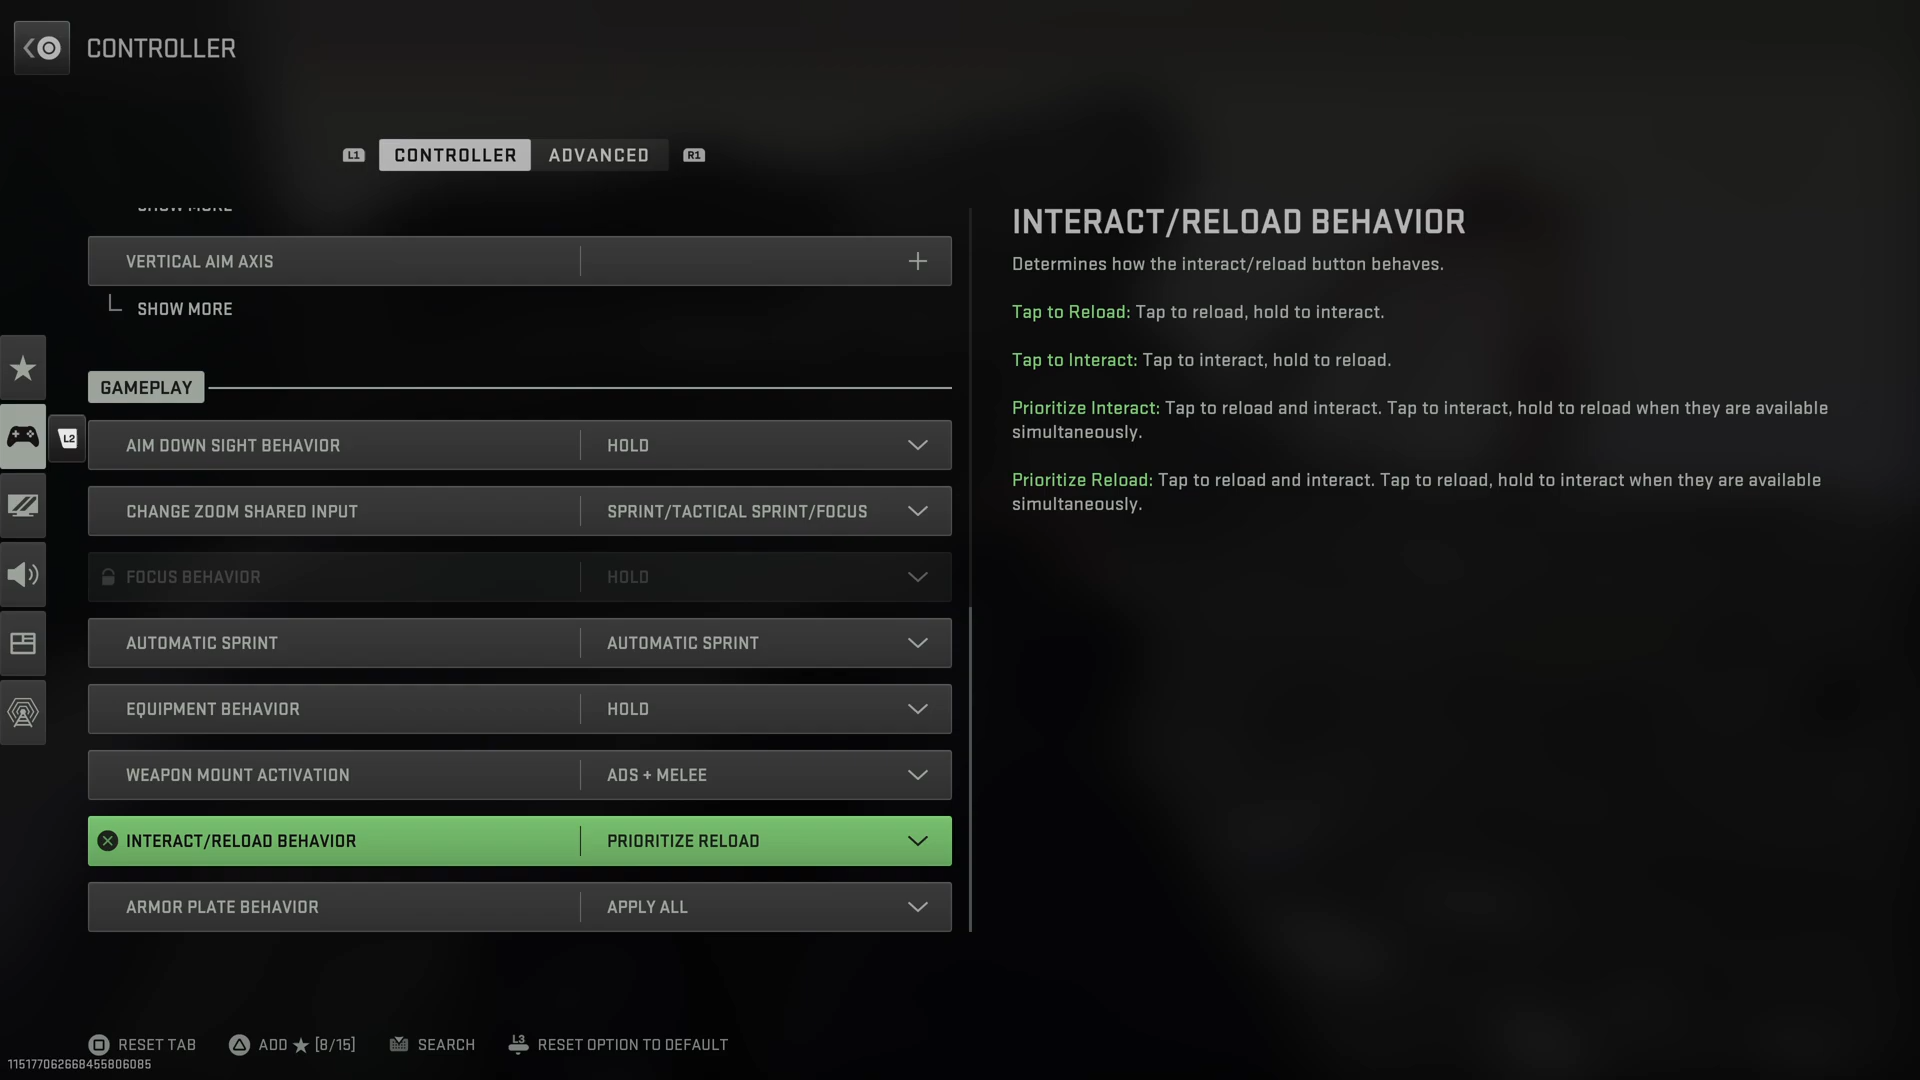 CONTROLLER
L1 CONTROLLER ADVANCED R1
SHOW MORE
VERTICAL AIM AXIS
SHOW MORE
GAMEPLAY
L2
AIM DOWN SIGHT BEHAVIOR HOLD
CHANGE ZOOM SHARED INPUT SPRINT/TACTICAL SPRINT/FOCUS
FOCUS BEHAVIOR HOLD
AUTOMATIC SPRINT AUTOMATIC SPRINT
EQUIPMENT BEHAVIOR HOLD
WEAPON MOUNT ACTIVATION ADS + MELEE
INTERACT/RELOAD BEHAVIOR PRIORITIZE RELOAD
ARMOR PLATE BEHAVIOR APPLY ALL
INTERACT/RELOAD BEHAVIOR
Determines how the interact/reload button behaves.
Tap to Reload: Tap to reload, hold to interact.
Tap to Interact: Tap to interact, hold to reload.
Prioritize Interact: Tap to reload and interact. Tap to interact, hold to reload when they are available
simultaneously.
Prioritize Reload: Tap to reload and interact. Tap to reload, hold to interact when they are available
simultaneously.
RESET TAB ADD ★ [8/15] SEARCH L3 RESET OPTION TO DEFAULT
115177062668455806085